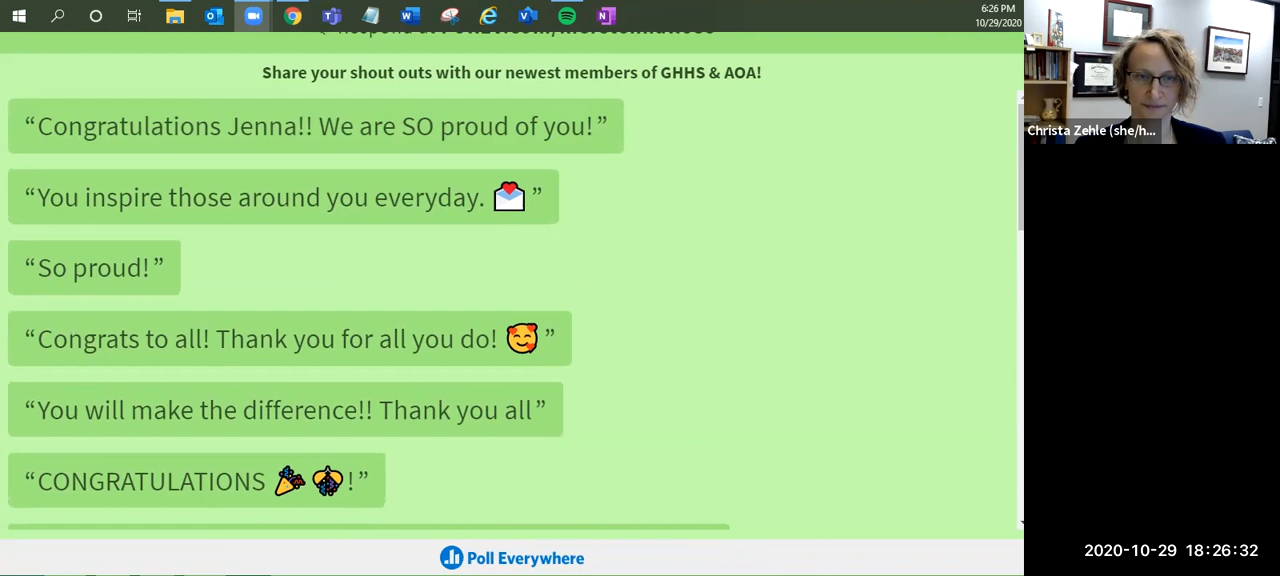 6:26 PM
10/29/2020
Share your shout outs with our newest members of GHHS & AOA!
“Congratulations Jenna!! We are SO proud of you!”
“You inspire those around you everyday. 💌”
“So proud!”
“Congrats to all! Thank you for all you do! 🥰”
“You will make the difference!! Thank you all”
“CONGRATULATIONS 🎉🎊!”
Poll Everywhere
Christa Zehle (she/h...
2020-10-29 18:26:32